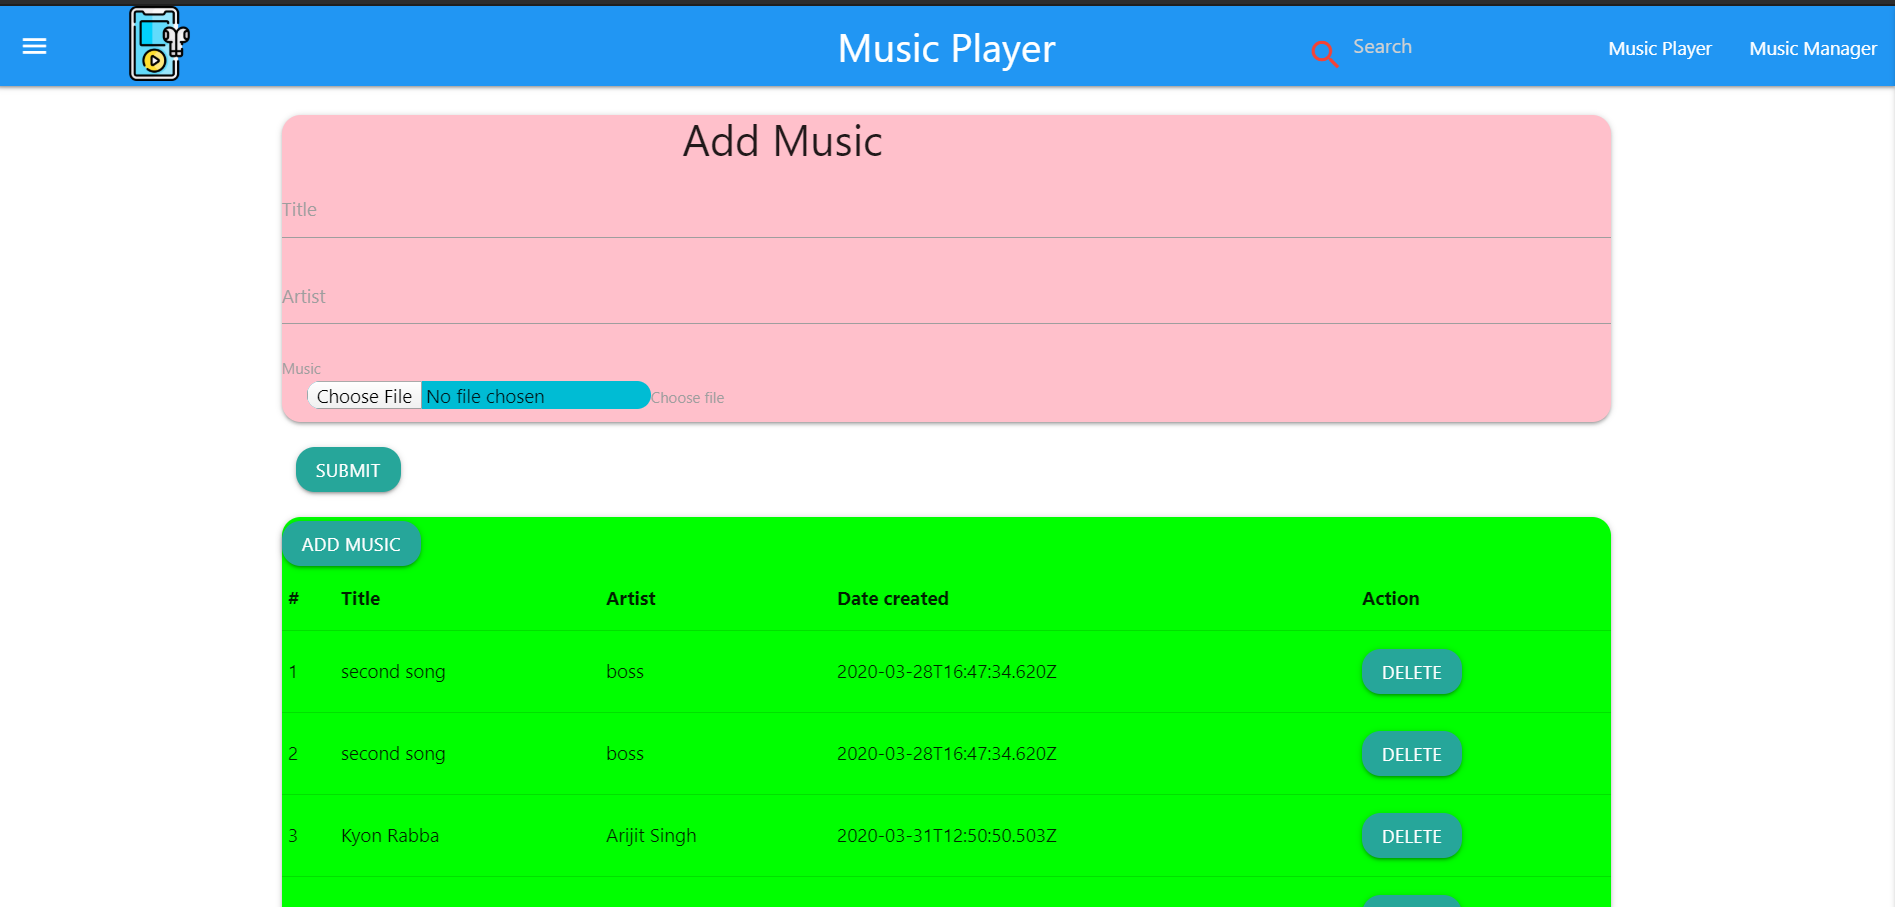 Music Player Search Music Player Music Manager
Add Music
Title
Artist
Music
Choose File No file chosen Choose file
SUBMIT
ADD MUSIC
# Title Artist Date created Action
1 second song boss 2020-03-28T16:47:34.620Z DELETE
2 second song boss 2020-03-28T16:47:34.620Z DELETE
3 Kyon Rabba Arijit Singh 2020-03-31T12:50:50.503Z DELETE